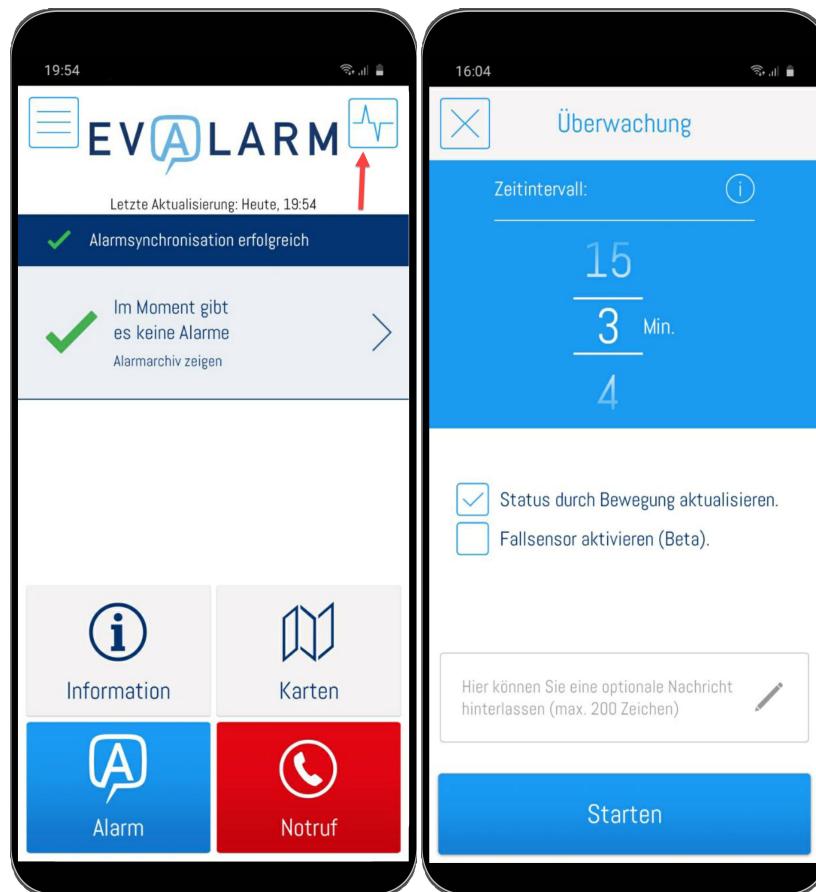 19:54
EVALARM
Letzte Aktualisierung: Heute, 19:54
Alarmsynchronisation erfolgreich
Im Moment gibt
es keine Alarme
Alarmarchiv zeigen
Information
Karten
A
Alarm
Notruf
16:04
Überwachung
Zeitintervall:
i
15
3 Min.
4
Status durch Bewegung aktualisieren.
Fallsensor aktivieren (Beta).
Hier können Sie eine optionale Nachricht
hinterlassen (max. 200 Zeichen)
Starten